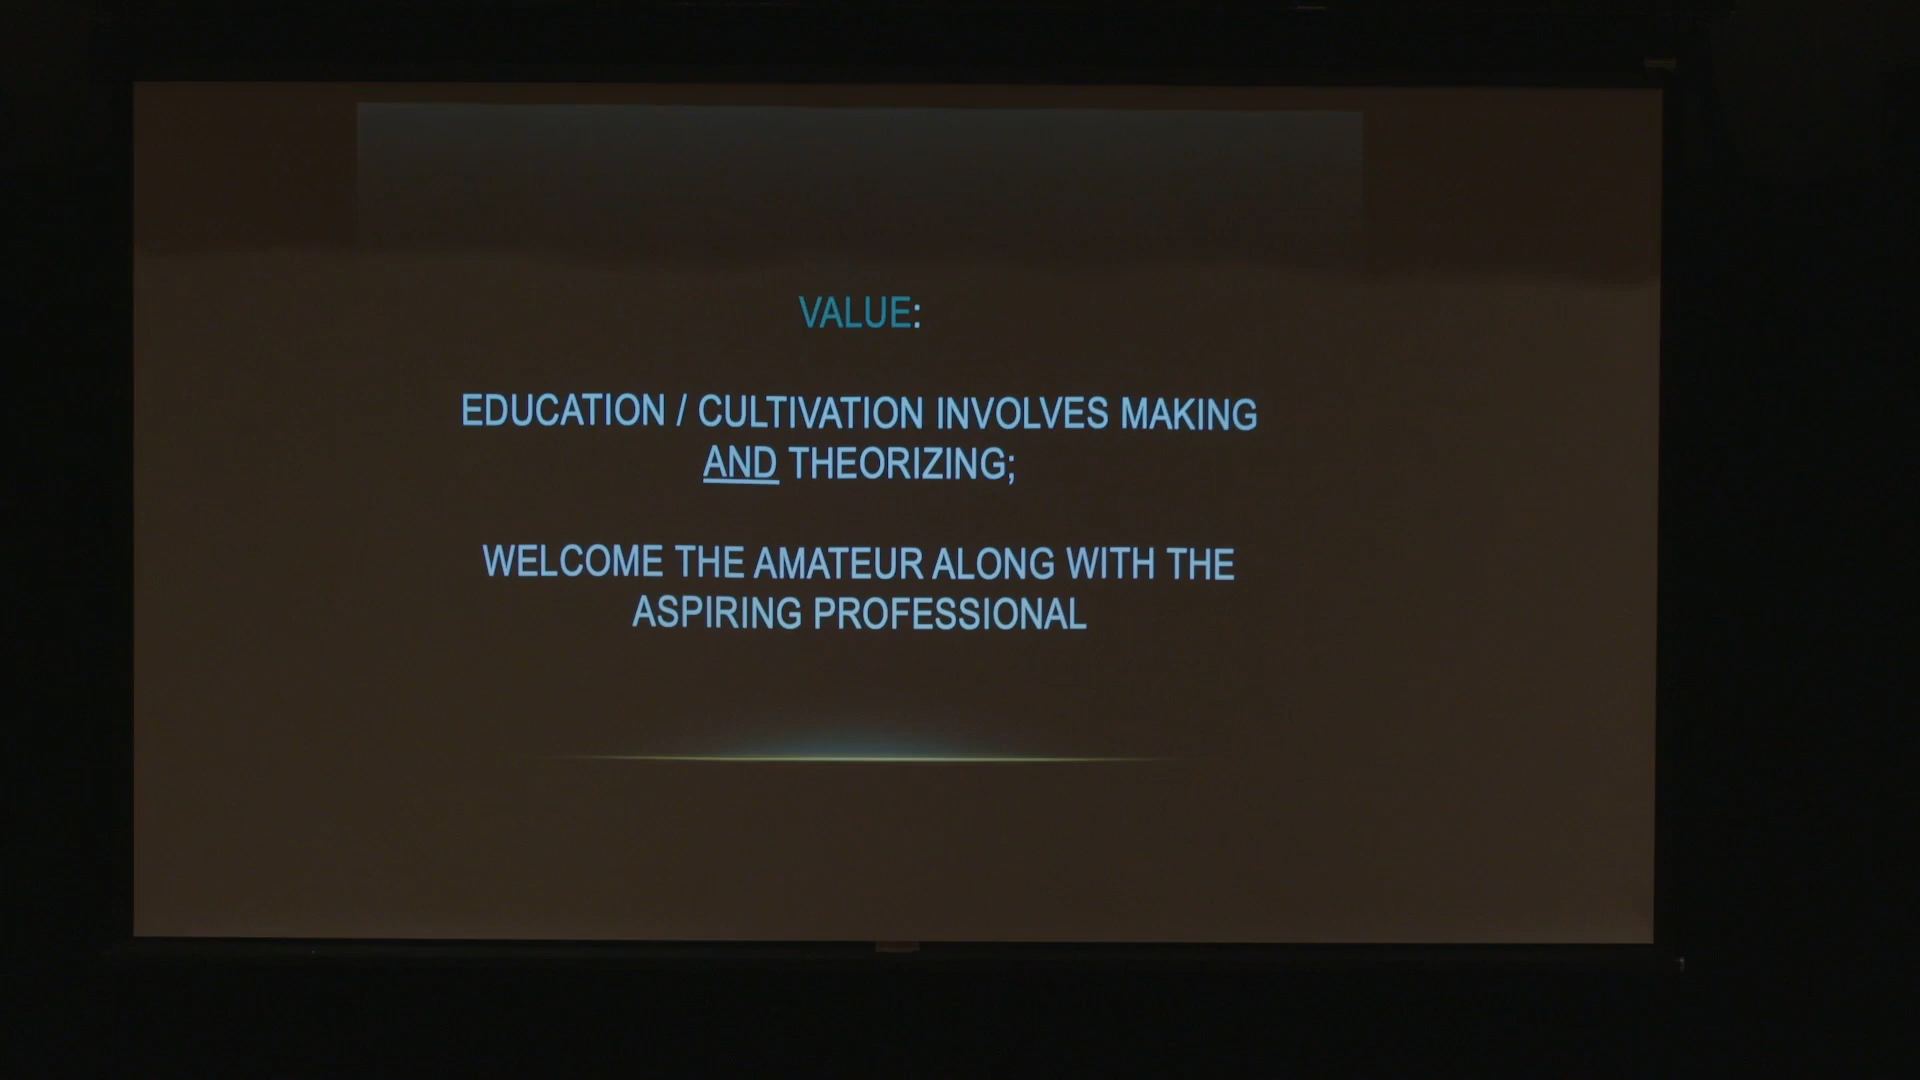 VALUE:
EDUCATION / CULTIVATION INVOLVES MAKING
AND THEORIZING;
WELCOME THE AMATEUR ALONG WITH THE
ASPIRING PROFESSIONAL